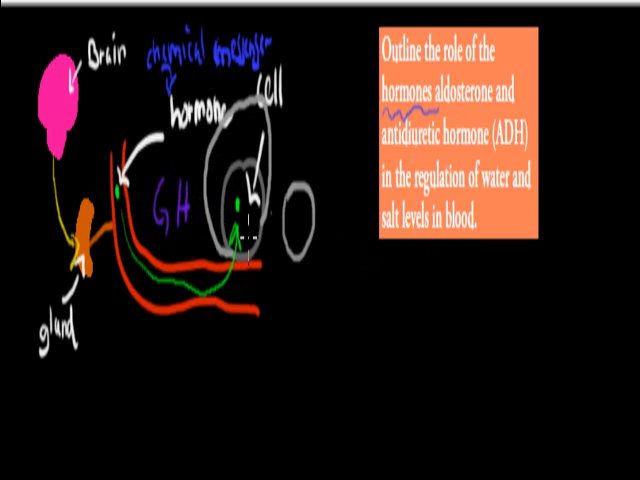 Brain
chemical messenger
hormone
cell
GH
gland
Outline the role of the
hormones aldosterone and
antidiuretic hormone (ADH)
in the regulation of water and
salt levels in blood.